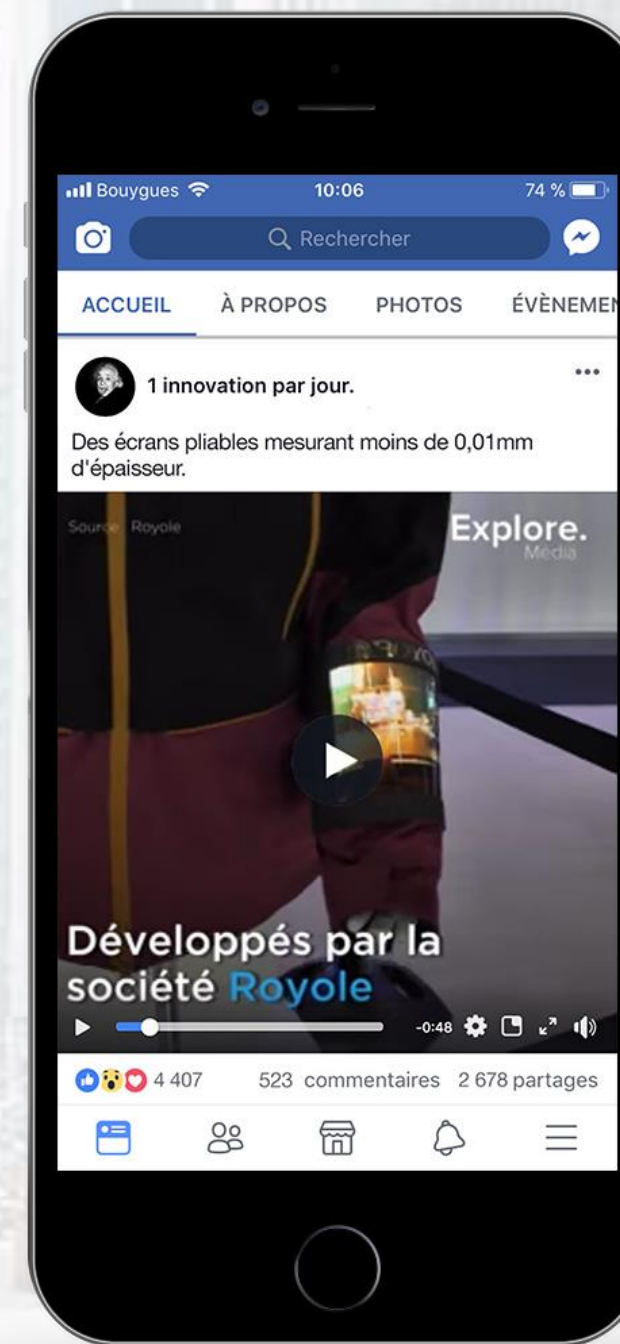 Bouygues 10:06 74 %
Rechercher
ACCUEIL À PROPOS PHOTOS ÉVÈNEMEN
1 innovation par jour.
Des écrans pliables mesurant moins de 0,01mm
d'épaisseur.
Source Royole
Explore.
Média
Développés par la
société Royole
-0:48
4 407 523 commentaires 2 678 partages